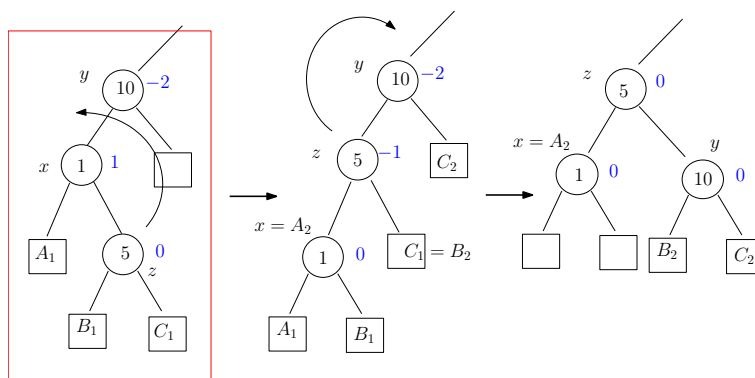 y 10 −2
x 1 1
A₁ 5 0
z
B₁ C₁
y 10 −2
z 5 −1 C₂
x = A₂
1 0 C₁ = B₂
A₁ B₁
z 5 0
x = A₂ y
1 0 10 0
B₂ C₂